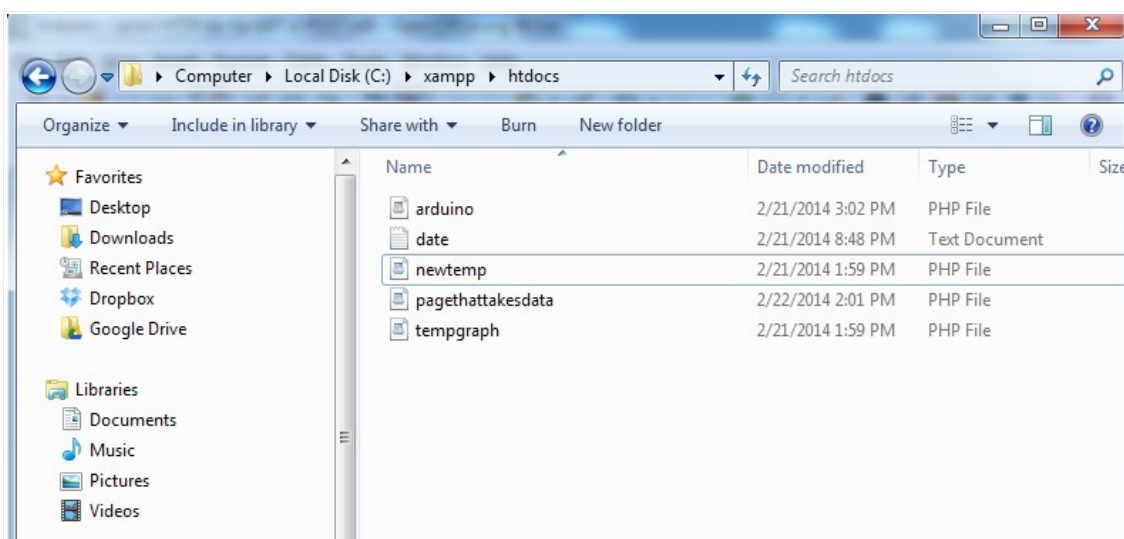 Computer Local Disk (C:) xampp htdocs Search htdocs
Organize Include in library Share with Burn New folder
Favorites
Desktop
Downloads
Recent Places
Dropbox
Google Drive
Libraries
Documents
Music
Pictures
Videos
Name Date modified Type Size
arduino 2/21/2014 3:02 PM PHP File
date 2/21/2014 8:48 PM Text Document
newtemp 2/21/2014 1:59 PM PHP File
pagethattakesdata 2/22/2014 2:01 PM PHP File
tempgraph 2/21/2014 1:59 PM PHP File